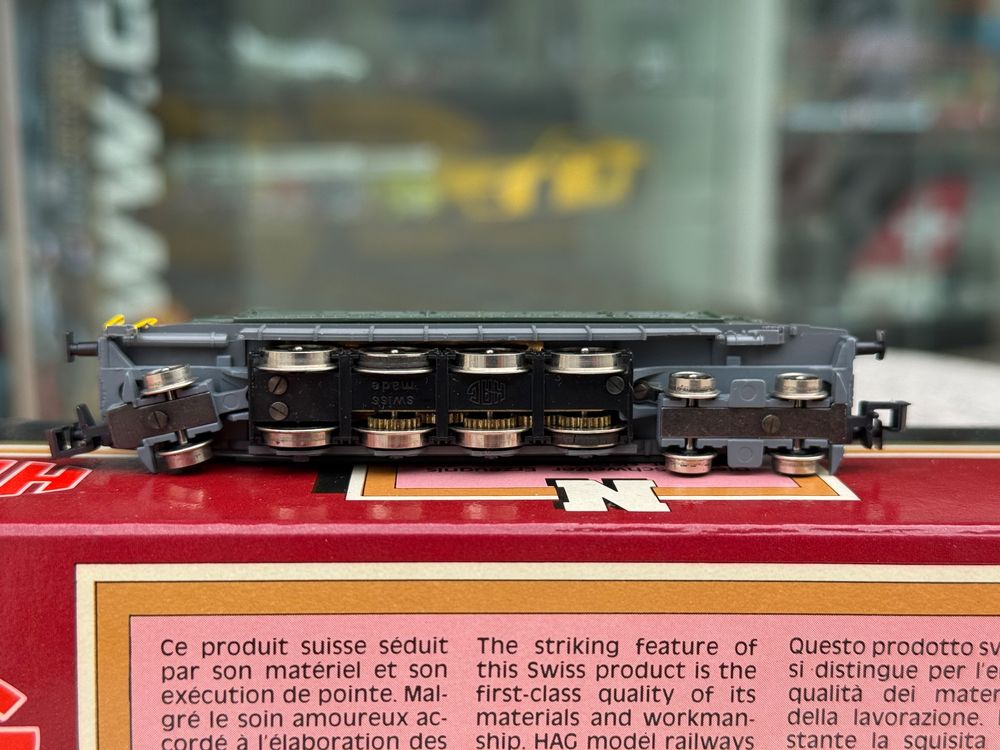 swiss
made
HAG
Schweizer Erzeugnis
N
Ce produit suisse séduit
par son matériel et son
exécution de pointe. Mal-
gré le soin amoureux ac-
cordé à l'élaboration des
The striking feature of
this Swiss product is the
first-class quality of its
materials and workman-
ship. HAG model railways
Questo prodotto
si distingue per
qualità dei
della lavorazione.
stante la squisita